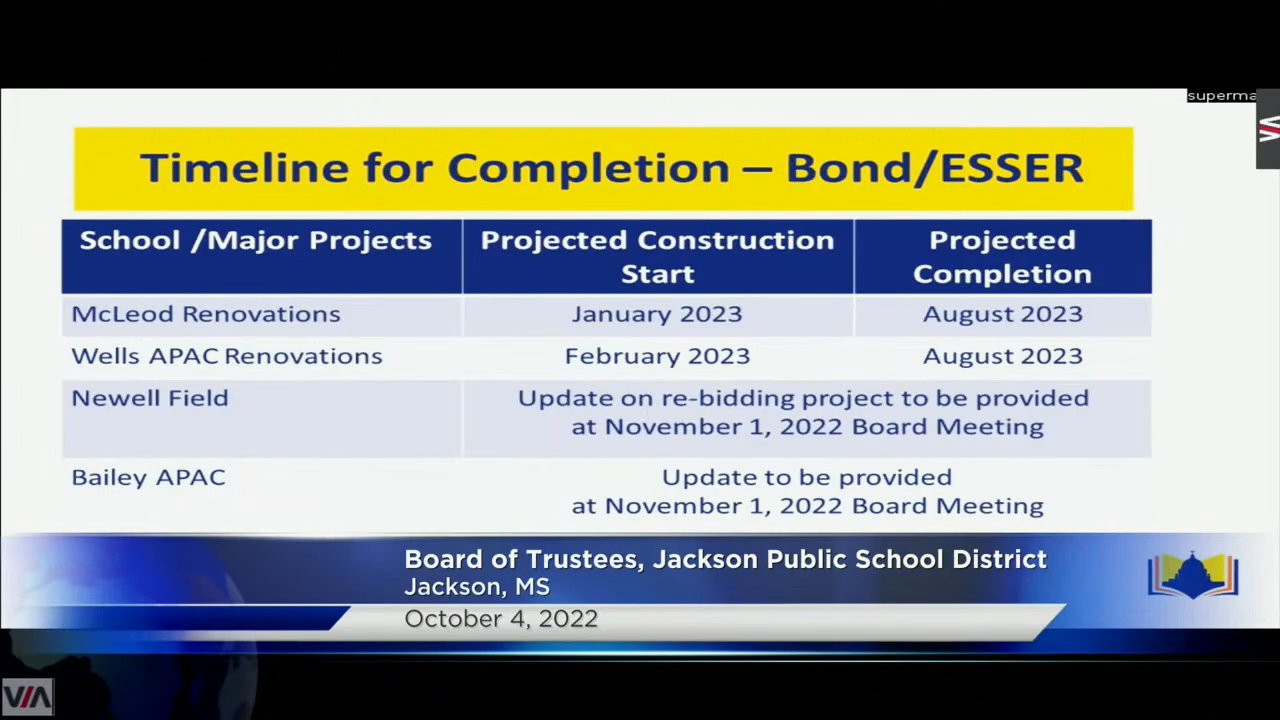 superma
Timeline for Completion – Bond/ESSER
School /Major Projects
Projected Construction
Start
Projected
Completion
McLeod Renovations
January 2023
August 2023
Wells APAC Renovations
February 2023
August 2023
Newell Field
Update on re-bidding project to be provided
at November 1, 2022 Board Meeting
Bailey APAC
Update to be provided
at November 1, 2022 Board Meeting
Board of Trustees, Jackson Public School District
Jackson, MS
October 4, 2022
VIA